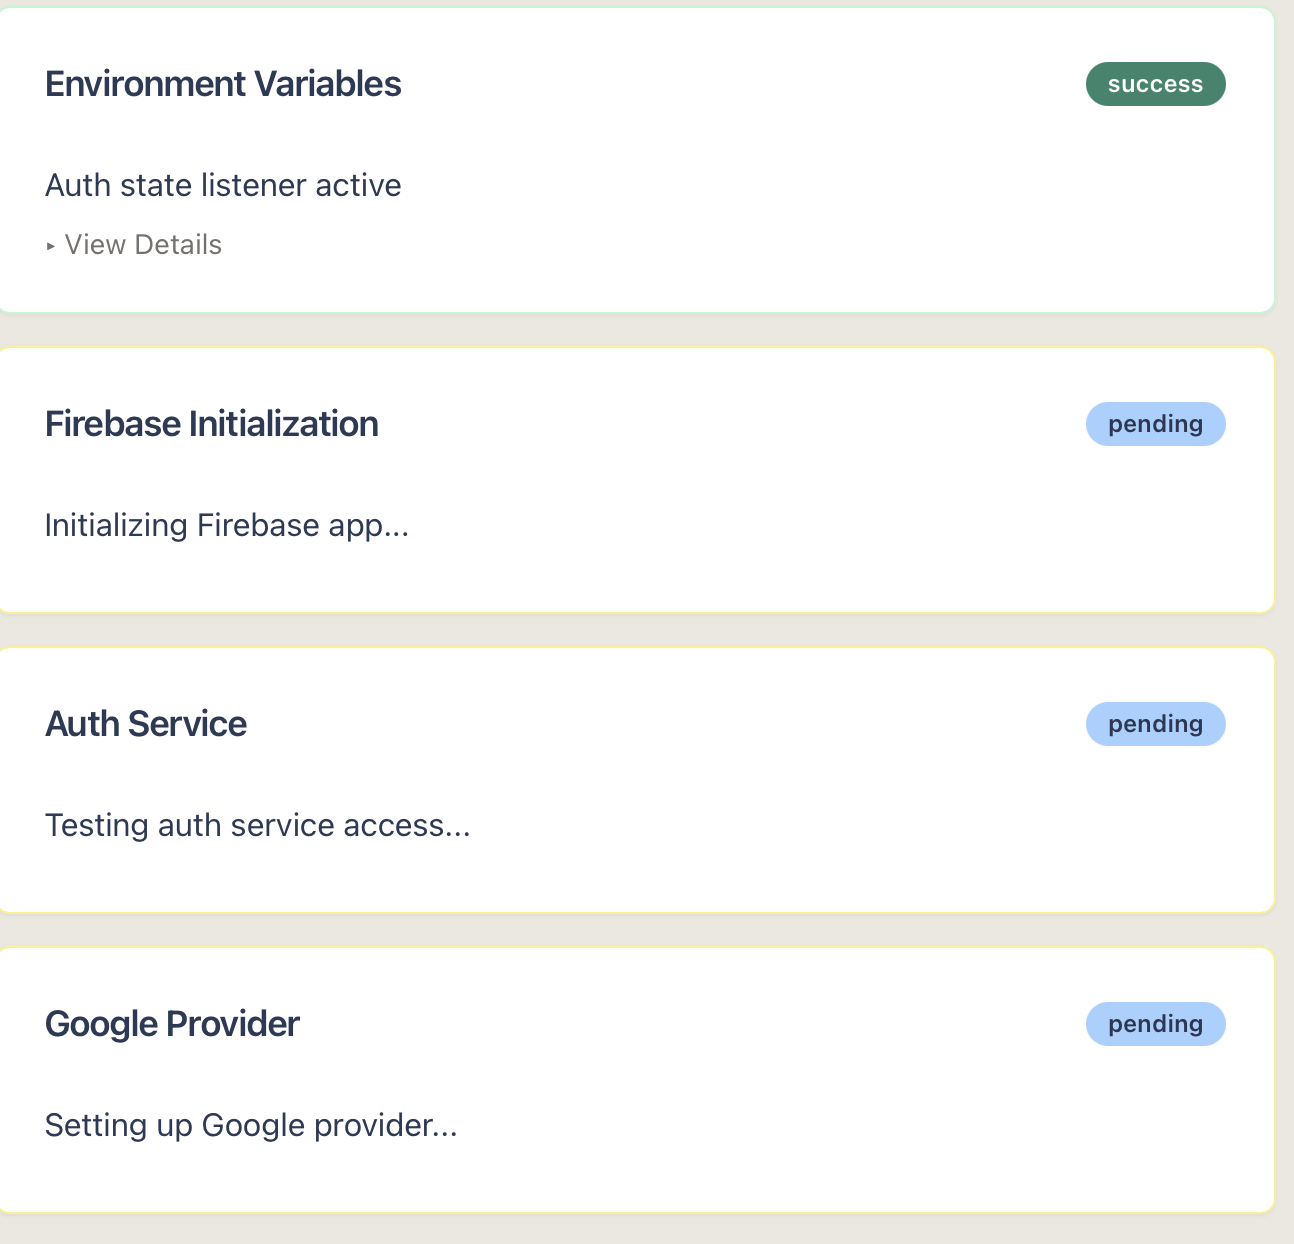 Environment Variables
success
Auth state listener active
▸ View Details
Firebase Initialization
pending
Initializing Firebase app...
Auth Service
pending
Testing auth service access...
Google Provider
pending
Setting up Google provider...